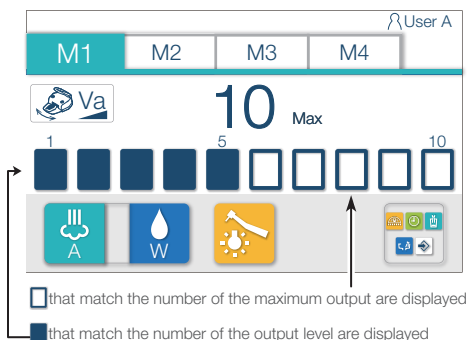 User A
M1 M2 M3 M4
Va 10 Max
1 5 10
A W
that match the number of the maximum output are displayed
that match the number of the output level are displayed